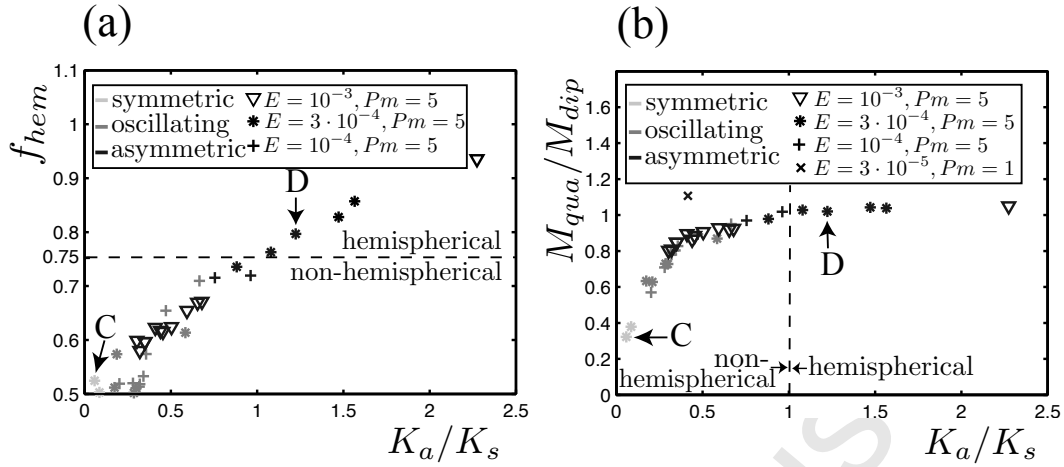 (a)
f_hem
1.1
1
0.9
0.8
0.75
0.7
0.6
0.5
symmetric
oscillating
asymmetric
E = 10^-3, Pm = 5
E = 3 · 10^-4, Pm = 5
E = 10^-4, Pm = 5
D
hemispherical
non-hemispherical
C
0
0.5
1
1.5
2
2.5
K_a/K_s
(b)
M_qua/M_dip
1.6
1.4
1.2
1
0.8
0.6
0.4
0.2
0
symmetric
oscillating
asymmetric
E = 10^-3, Pm = 5
E = 3 · 10^-4, Pm = 5
E = 10^-4, Pm = 5
E = 3 · 10^-5, Pm = 1
D
C
non-
hemispherical
hemispherical
0
0.5
1
1.5
2
2.5
K_a/K_s